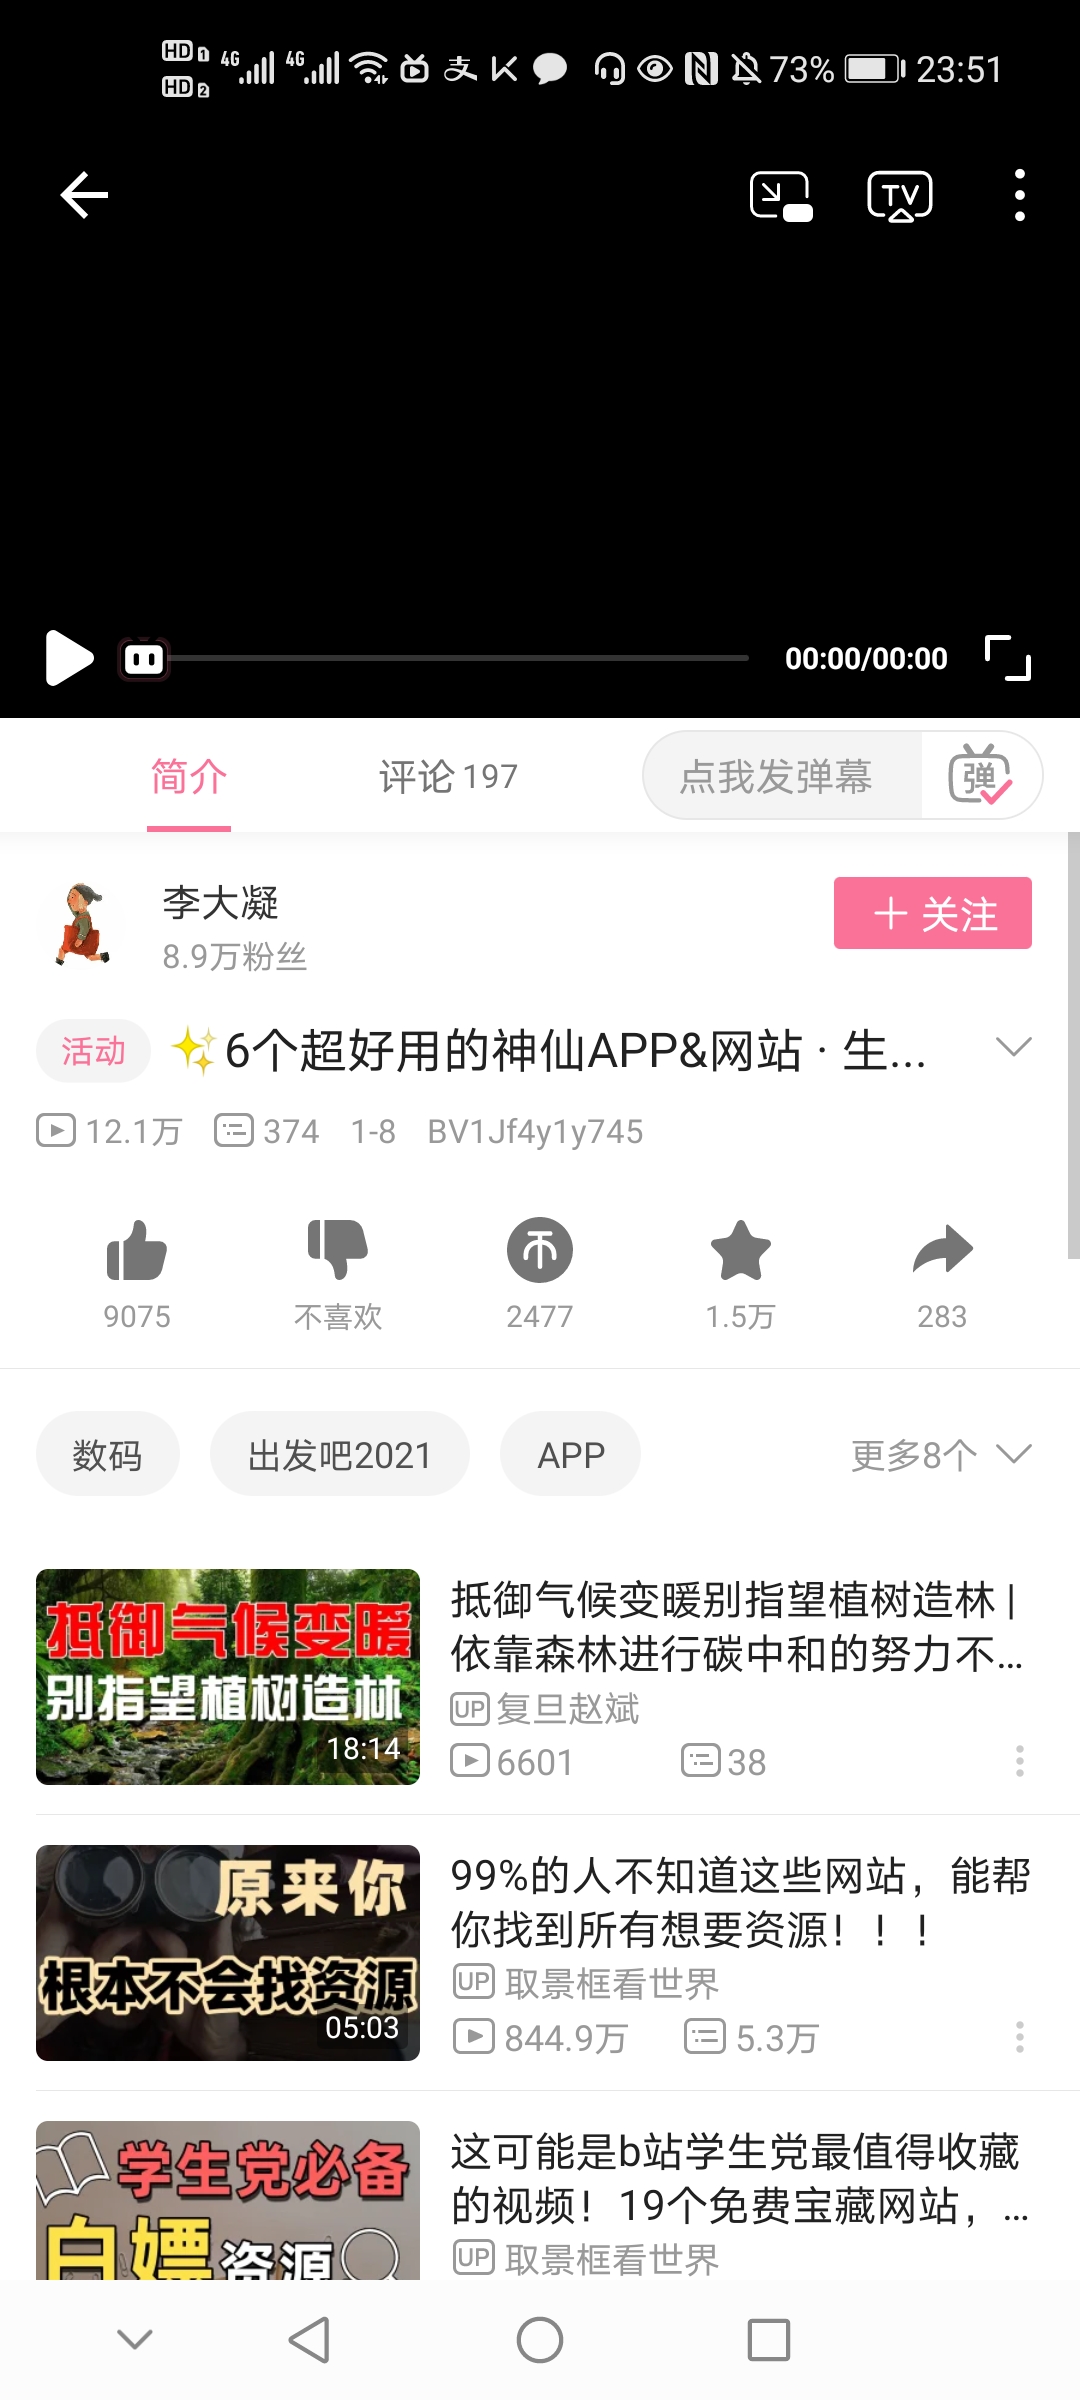 HD 1 4G 4G 支 73% 23:51
HD 2
TV
00:00/00:00
简介 评论 197 点我发弹幕 弹
李大凝
8.9万粉丝
+ 关注
活动 ✨6个超好用的神仙APP&网站 · 生...
12.1万 374 1-8 BV1Jf4y1y745
9075 不喜欢 2477 1.5万 283
数码 出发吧2021 APP 更多8个
抵御气候变暖
别指望植树造林
18:14
抵御气候变暖别指望植树造林 |
依靠森林进行碳中和的努力不...
UP 复旦赵斌
6601 38
原来你
根本不会找资源
05:03
99%的人不知道这些网站，能帮
你找到所有想要资源！！！
UP 取景框看世界
844.9万 5.3万
学生党必备
白嫖资源
这可能是b站学生党最值得收藏
的视频！19个免费宝藏网站，...
UP 取景框看世界